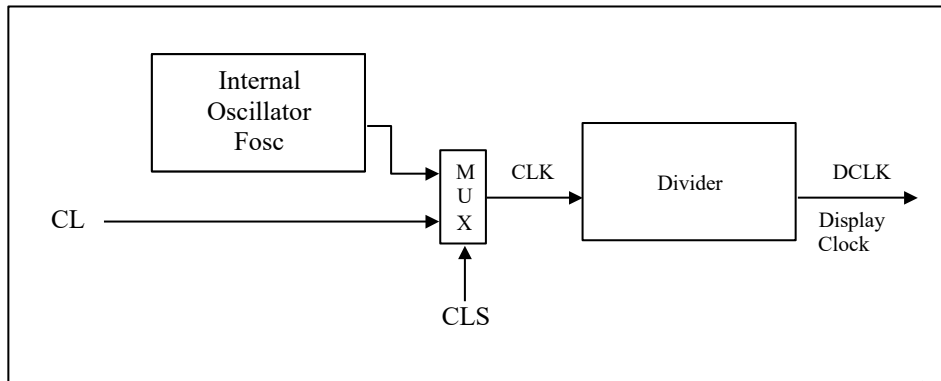 Internal
Oscillator
Fosc
M
U
X
CLK
Divider
DCLK
CL
Display
Clock
CLS